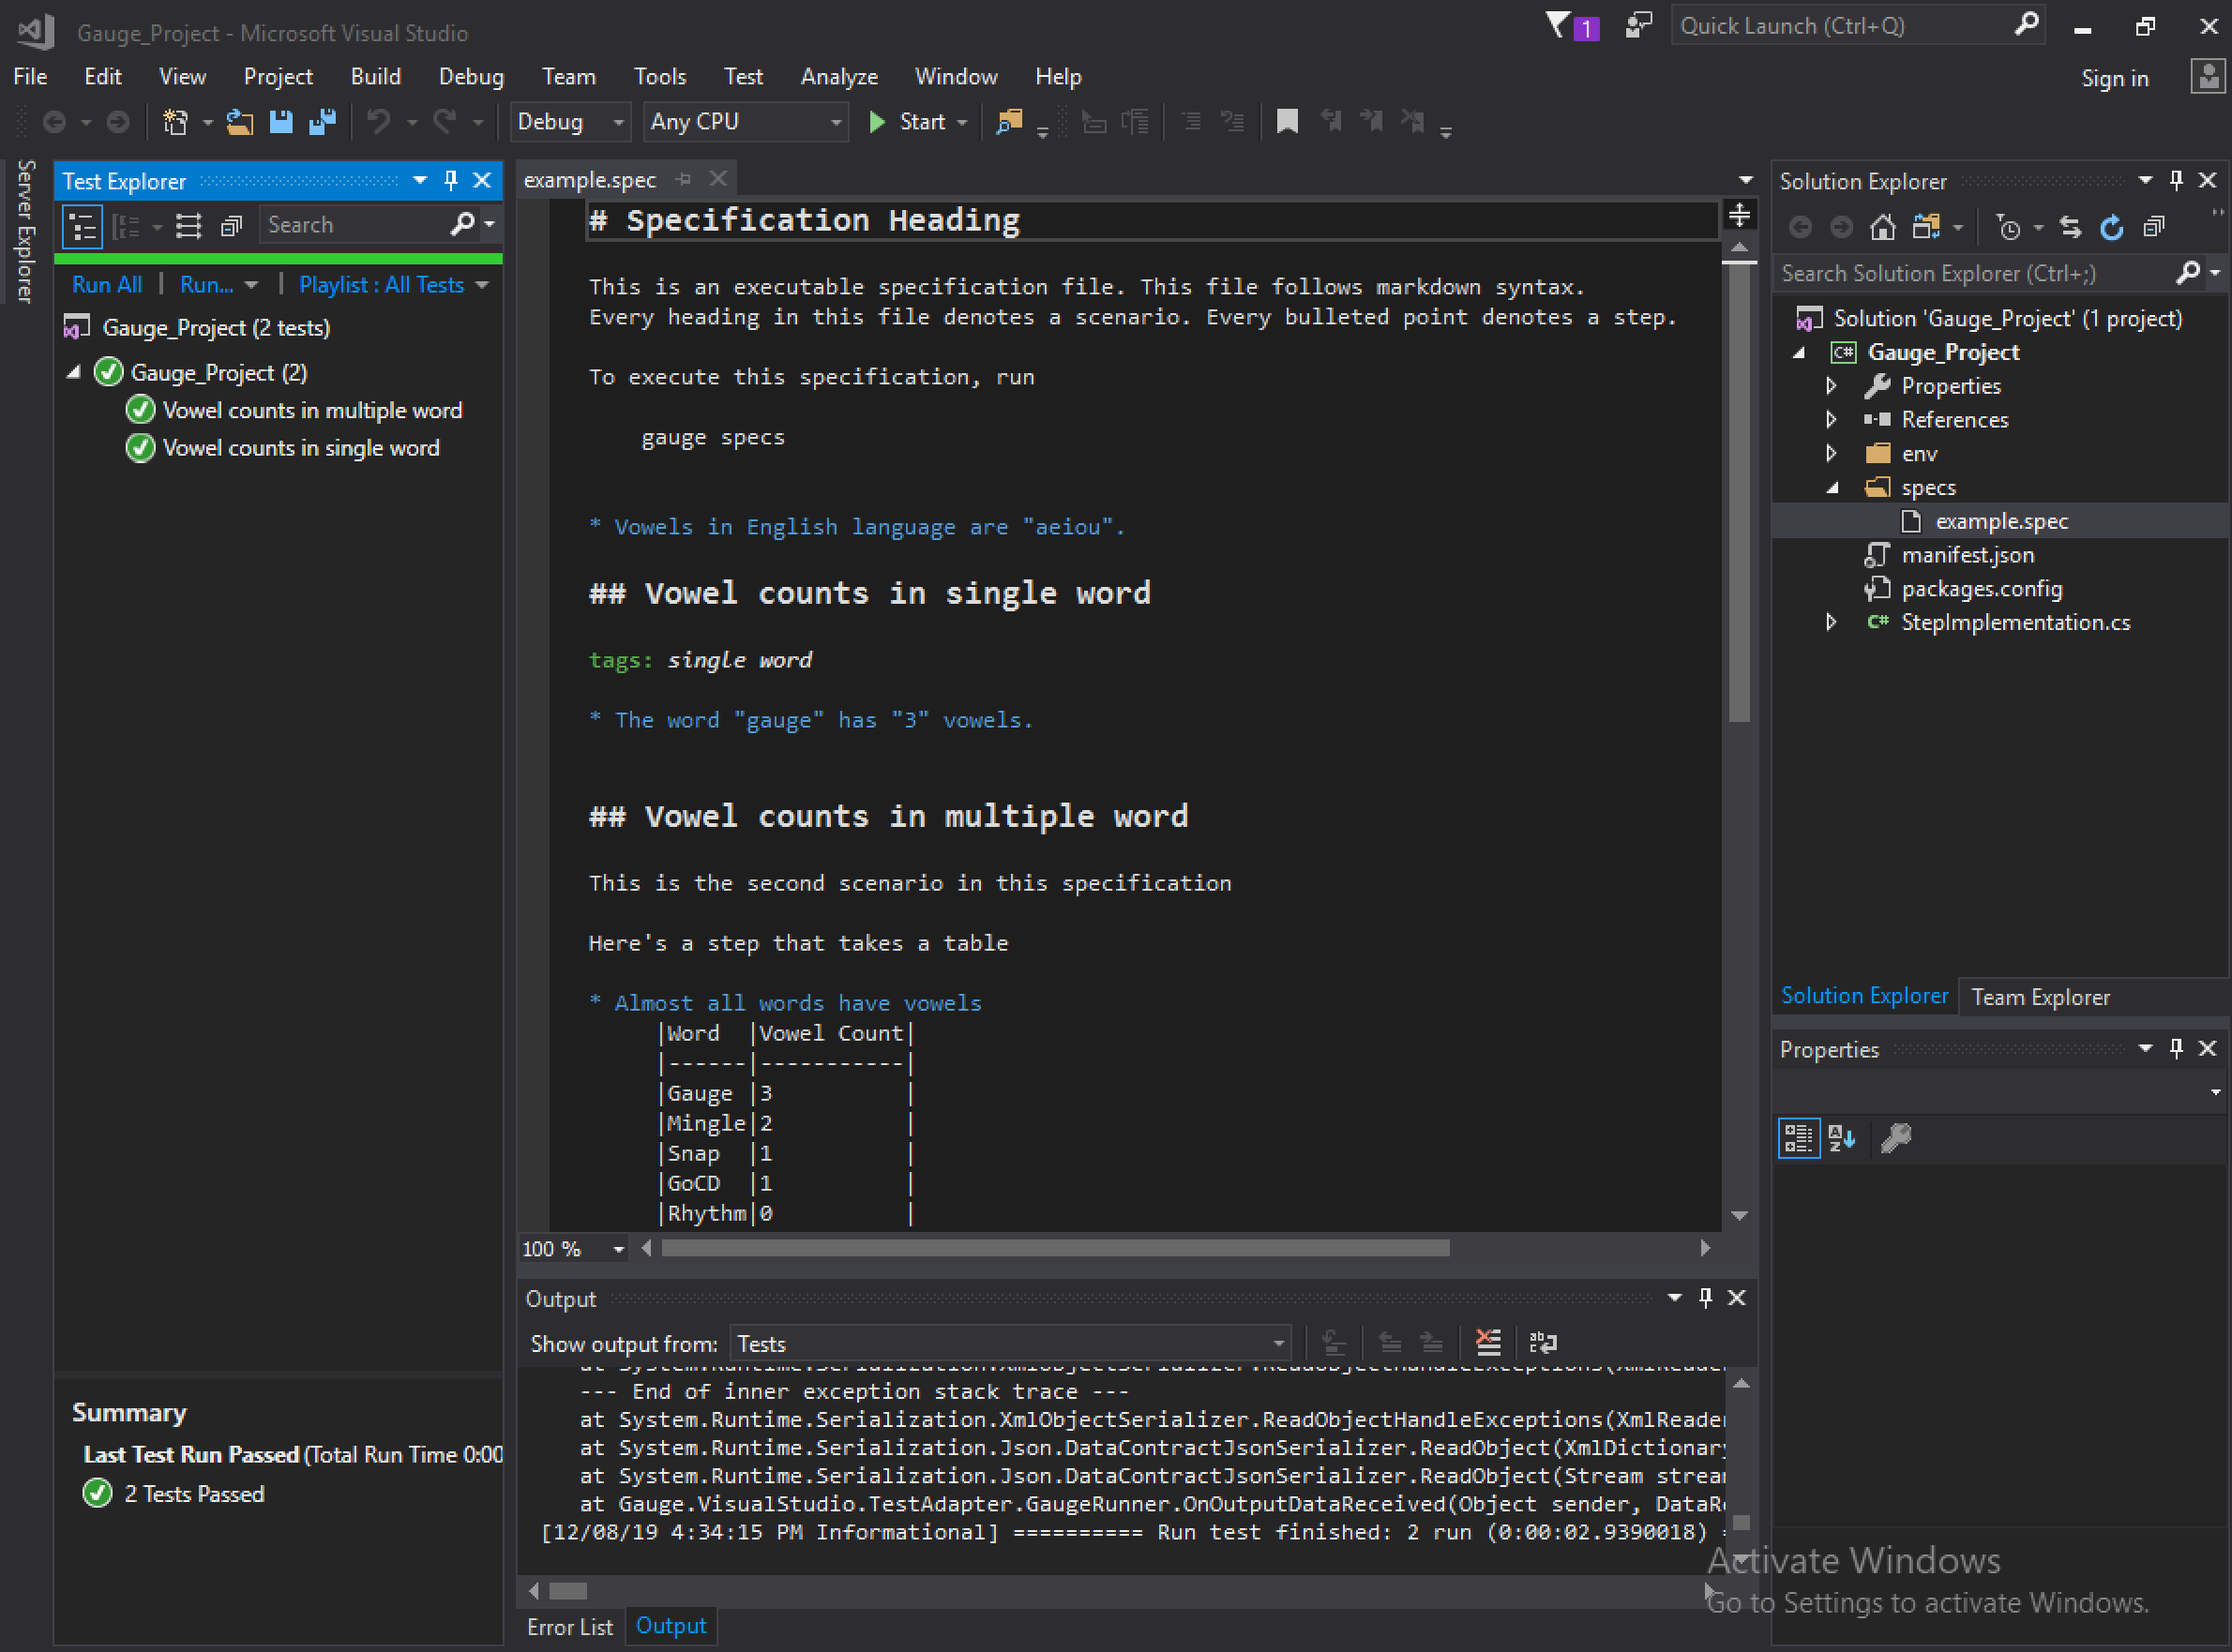 Gauge_Project - Microsoft Visual Studio
1
Quick Launch (Ctrl+Q)
File Edit View Project Build Debug Team Tools Test Analyze Window Help
Sign in
Debug Any CPU Start
Server Explorer
Test Explorer
Search
Run All Run... Playlist : All Tests
Gauge_Project (2 tests)
Gauge_Project (2)
Vowel counts in multiple word
Vowel counts in single word
Summary
Last Test Run Passed (Total Run Time 0:00
2 Tests Passed
example.spec
# Specification Heading
This is an executable specification file. This file follows markdown syntax.
Every heading in this file denotes a scenario. Every bulleted point denotes a step.
To execute this specification, run
gauge specs
* Vowels in English language are "aeiou".
## Vowel counts in single word
tags: single word
* The word "gauge" has "3" vowels.
## Vowel counts in multiple word
This is the second scenario in this specification
Here's a step that takes a table
* Almost all words have vowels
|Word  |Vowel Count|
|------|-----------|
|Gauge |3          |
|Mingle|2          |
|Snap  |1          |
|GoCD  |1          |
|Rhythm|0          |
100 %
Output
Show output from: Tests
at System.Runtime.Serialization.XmlObjectSerializer.ReadObjectHandleExceptions(XmlReader
--- End of inner exception stack trace ---
at System.Runtime.Serialization.XmlObjectSerializer.ReadObjectHandleExceptions(XmlReader
at System.Runtime.Serialization.Json.DataContractJsonSerializer.ReadObject(XmlDictionary
at System.Runtime.Serialization.Json.DataContractJsonSerializer.ReadObject(Stream stream
at Gauge.VisualStudio.TestAdapter.GaugeRunner.OnOutputDataReceived(Object sender, DataRe
[12/08/19 4:34:15 PM Informational] ========== Run test finished: 2 run (0:00:02.9390018) =
Error List Output
Solution Explorer
Search Solution Explorer (Ctrl+;)
Solution 'Gauge_Project' (1 project)
C# Gauge_Project
Properties
References
env
specs
example.spec
manifest.json
packages.config
C# StepImplementation.cs
Solution Explorer Team Explorer
Properties
Activate Windows
Go to Settings to activate Windows.